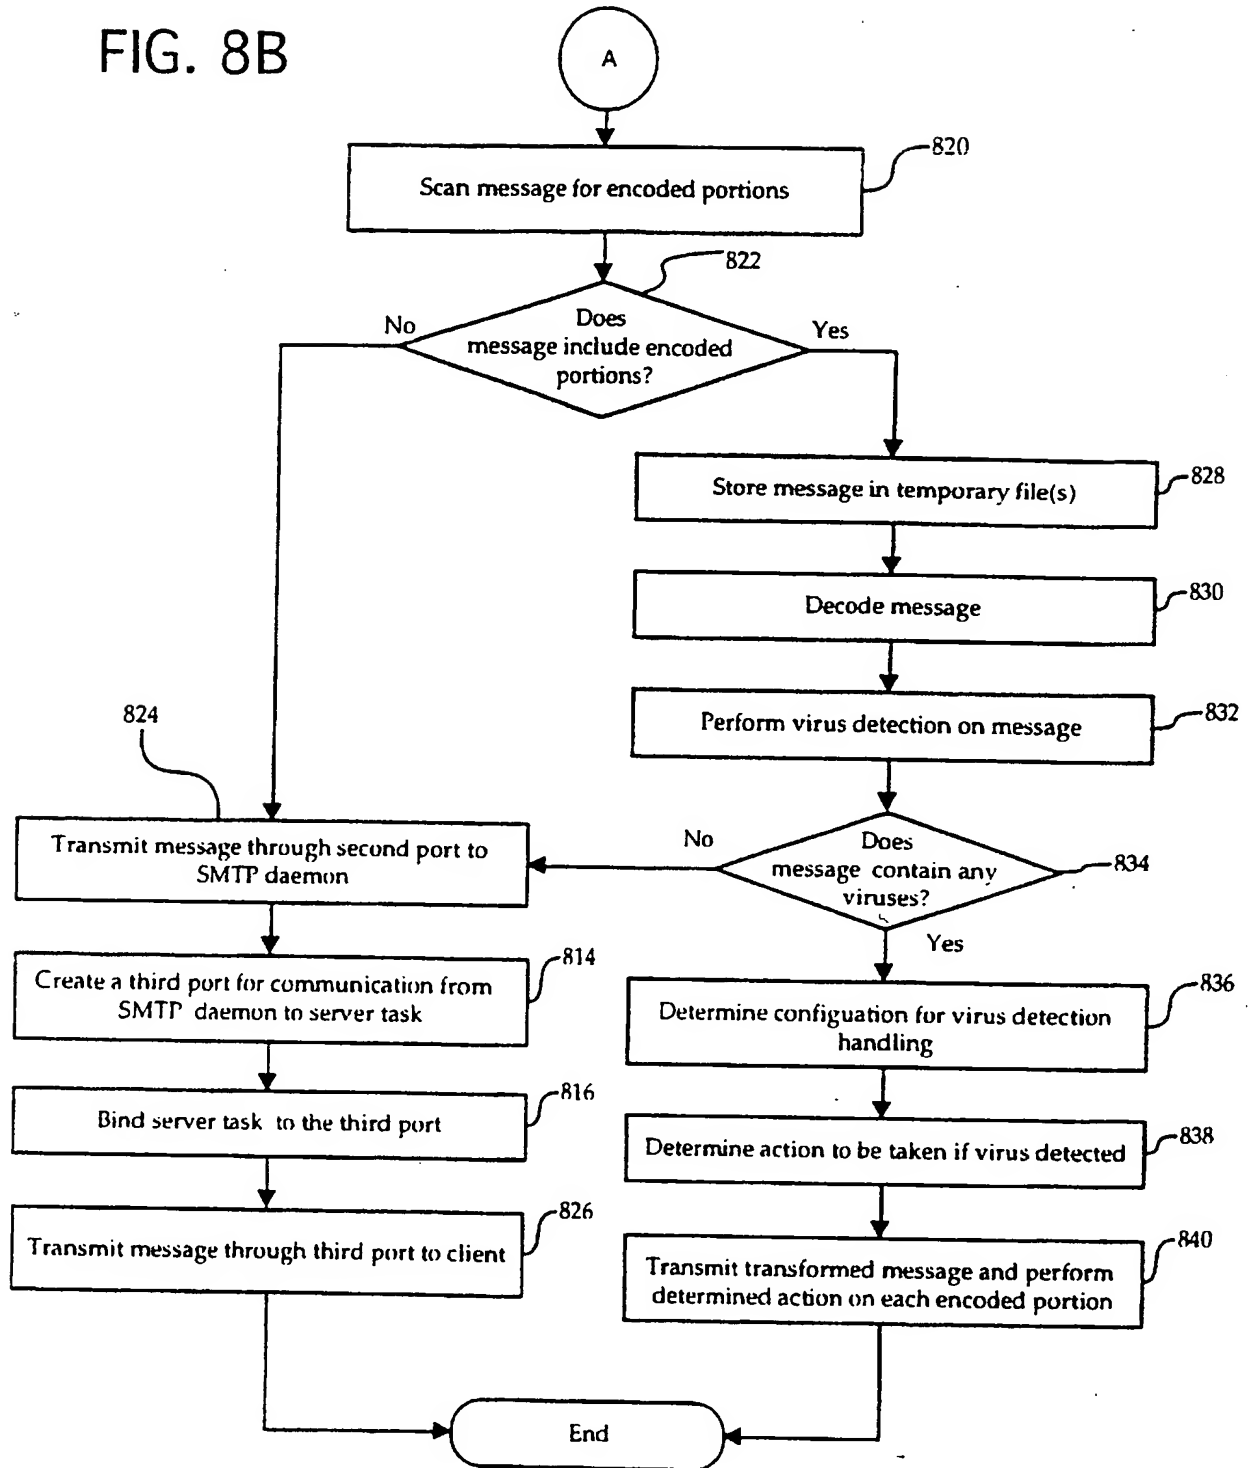 FIG. 8B
A
820
Scan message for encoded portions
822
Does
message include encoded
portions?
No
Yes
828
Store message in temporary file(s)
830
Decode message
832
Perform virus detection on message
824
Transmit message through second port to
SMTP daemon
No
Does
message contain any
viruses?
834
Yes
814
Create a third port for communication from
SMTP daemon to server task
836
Determine configuation for virus detection
handling
816
Bind server task to the third port
838
Determine action to be taken if virus detected
826
Transmit message through third port to client
840
Transmit transformed message and perform
determined action on each encoded portion
End